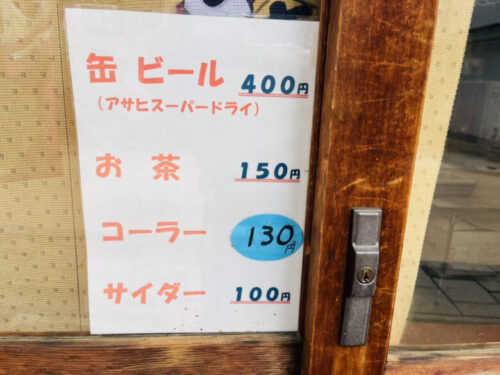 缶 ビール 400円
(アサヒスーパードライ)
お 茶 150円
コーラー 130円
サイダー 100円